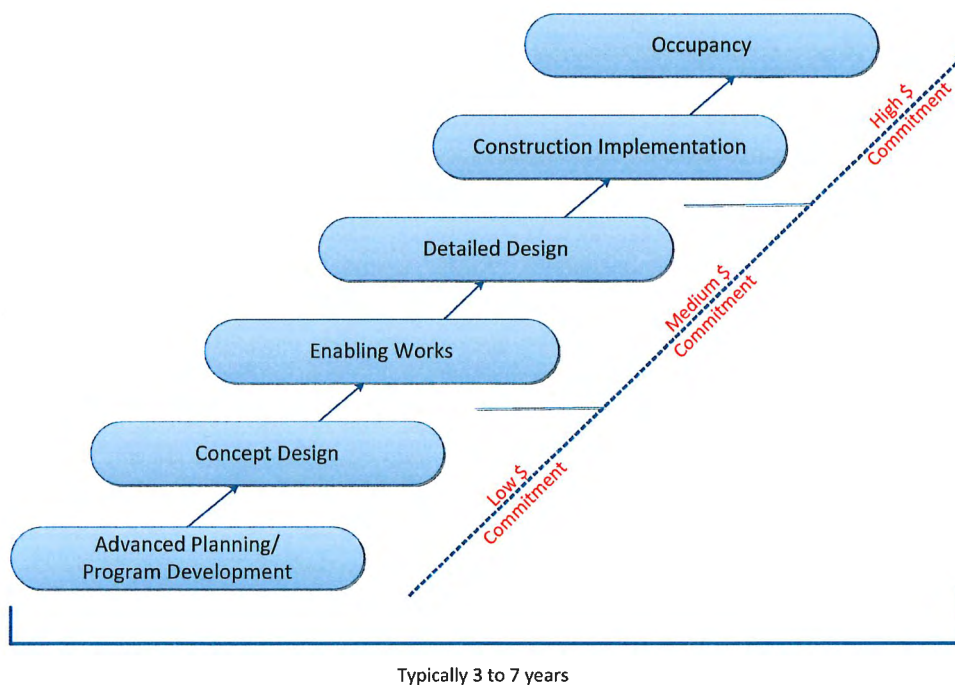 Occupancy
Construction Implementation
Detailed Design
Enabling Works
Concept Design
Advanced Planning/
Program Development
High $
Commitment
Medium $
Commitment
Low $
Commitment
Typically 3 to 7 years